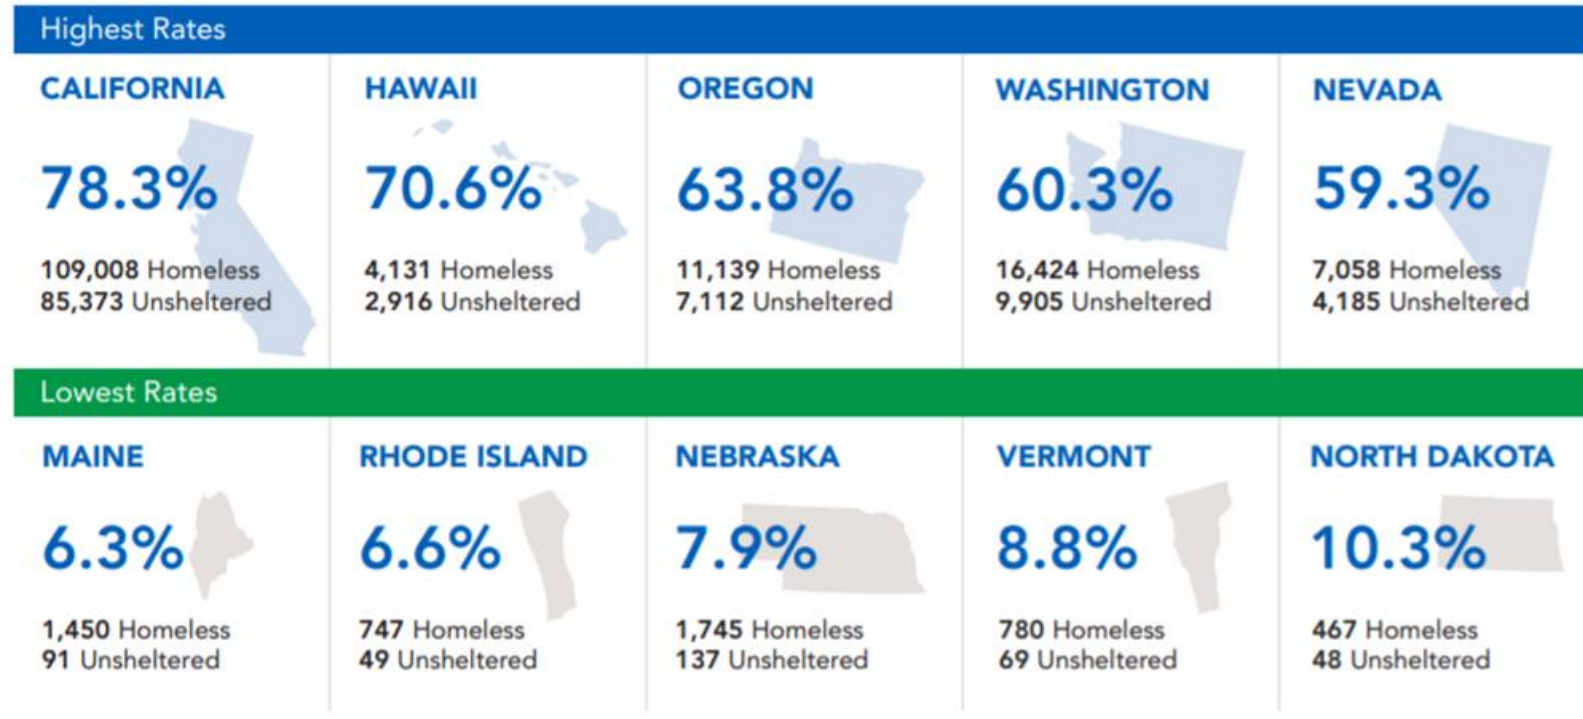 Highest Rates
CALIFORNIA
78.3%
109,008 Homeless
85,373 Unsheltered
HAWAII
70.6%
4,131 Homeless
2,916 Unsheltered
OREGON
63.8%
11,139 Homeless
7,112 Unsheltered
WASHINGTON
60.3%
16,424 Homeless
9,905 Unsheltered
NEVADA
59.3%
7,058 Homeless
4,185 Unsheltered
Lowest Rates
MAINE
6.3%
1,450 Homeless
91 Unsheltered
RHODE ISLAND
6.6%
747 Homeless
49 Unsheltered
NEBRASKA
7.9%
1,745 Homeless
137 Unsheltered
VERMONT
8.8%
780 Homeless
69 Unsheltered
NORTH DAKOTA
10.3%
467 Homeless
48 Unsheltered